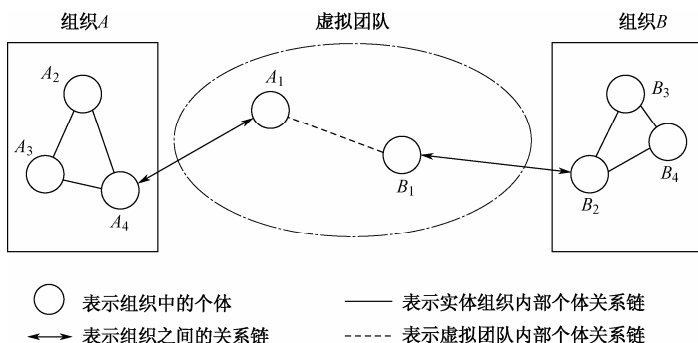 组织A 虚拟团队 组织B
A₂ A₁ B₃
A₃ B₁ B₄
A₄ B₂
表示组织中的个体 表示实体组织内部个体关系链
表示组织之间的关系链 表示虚拟团队内部个体关系链